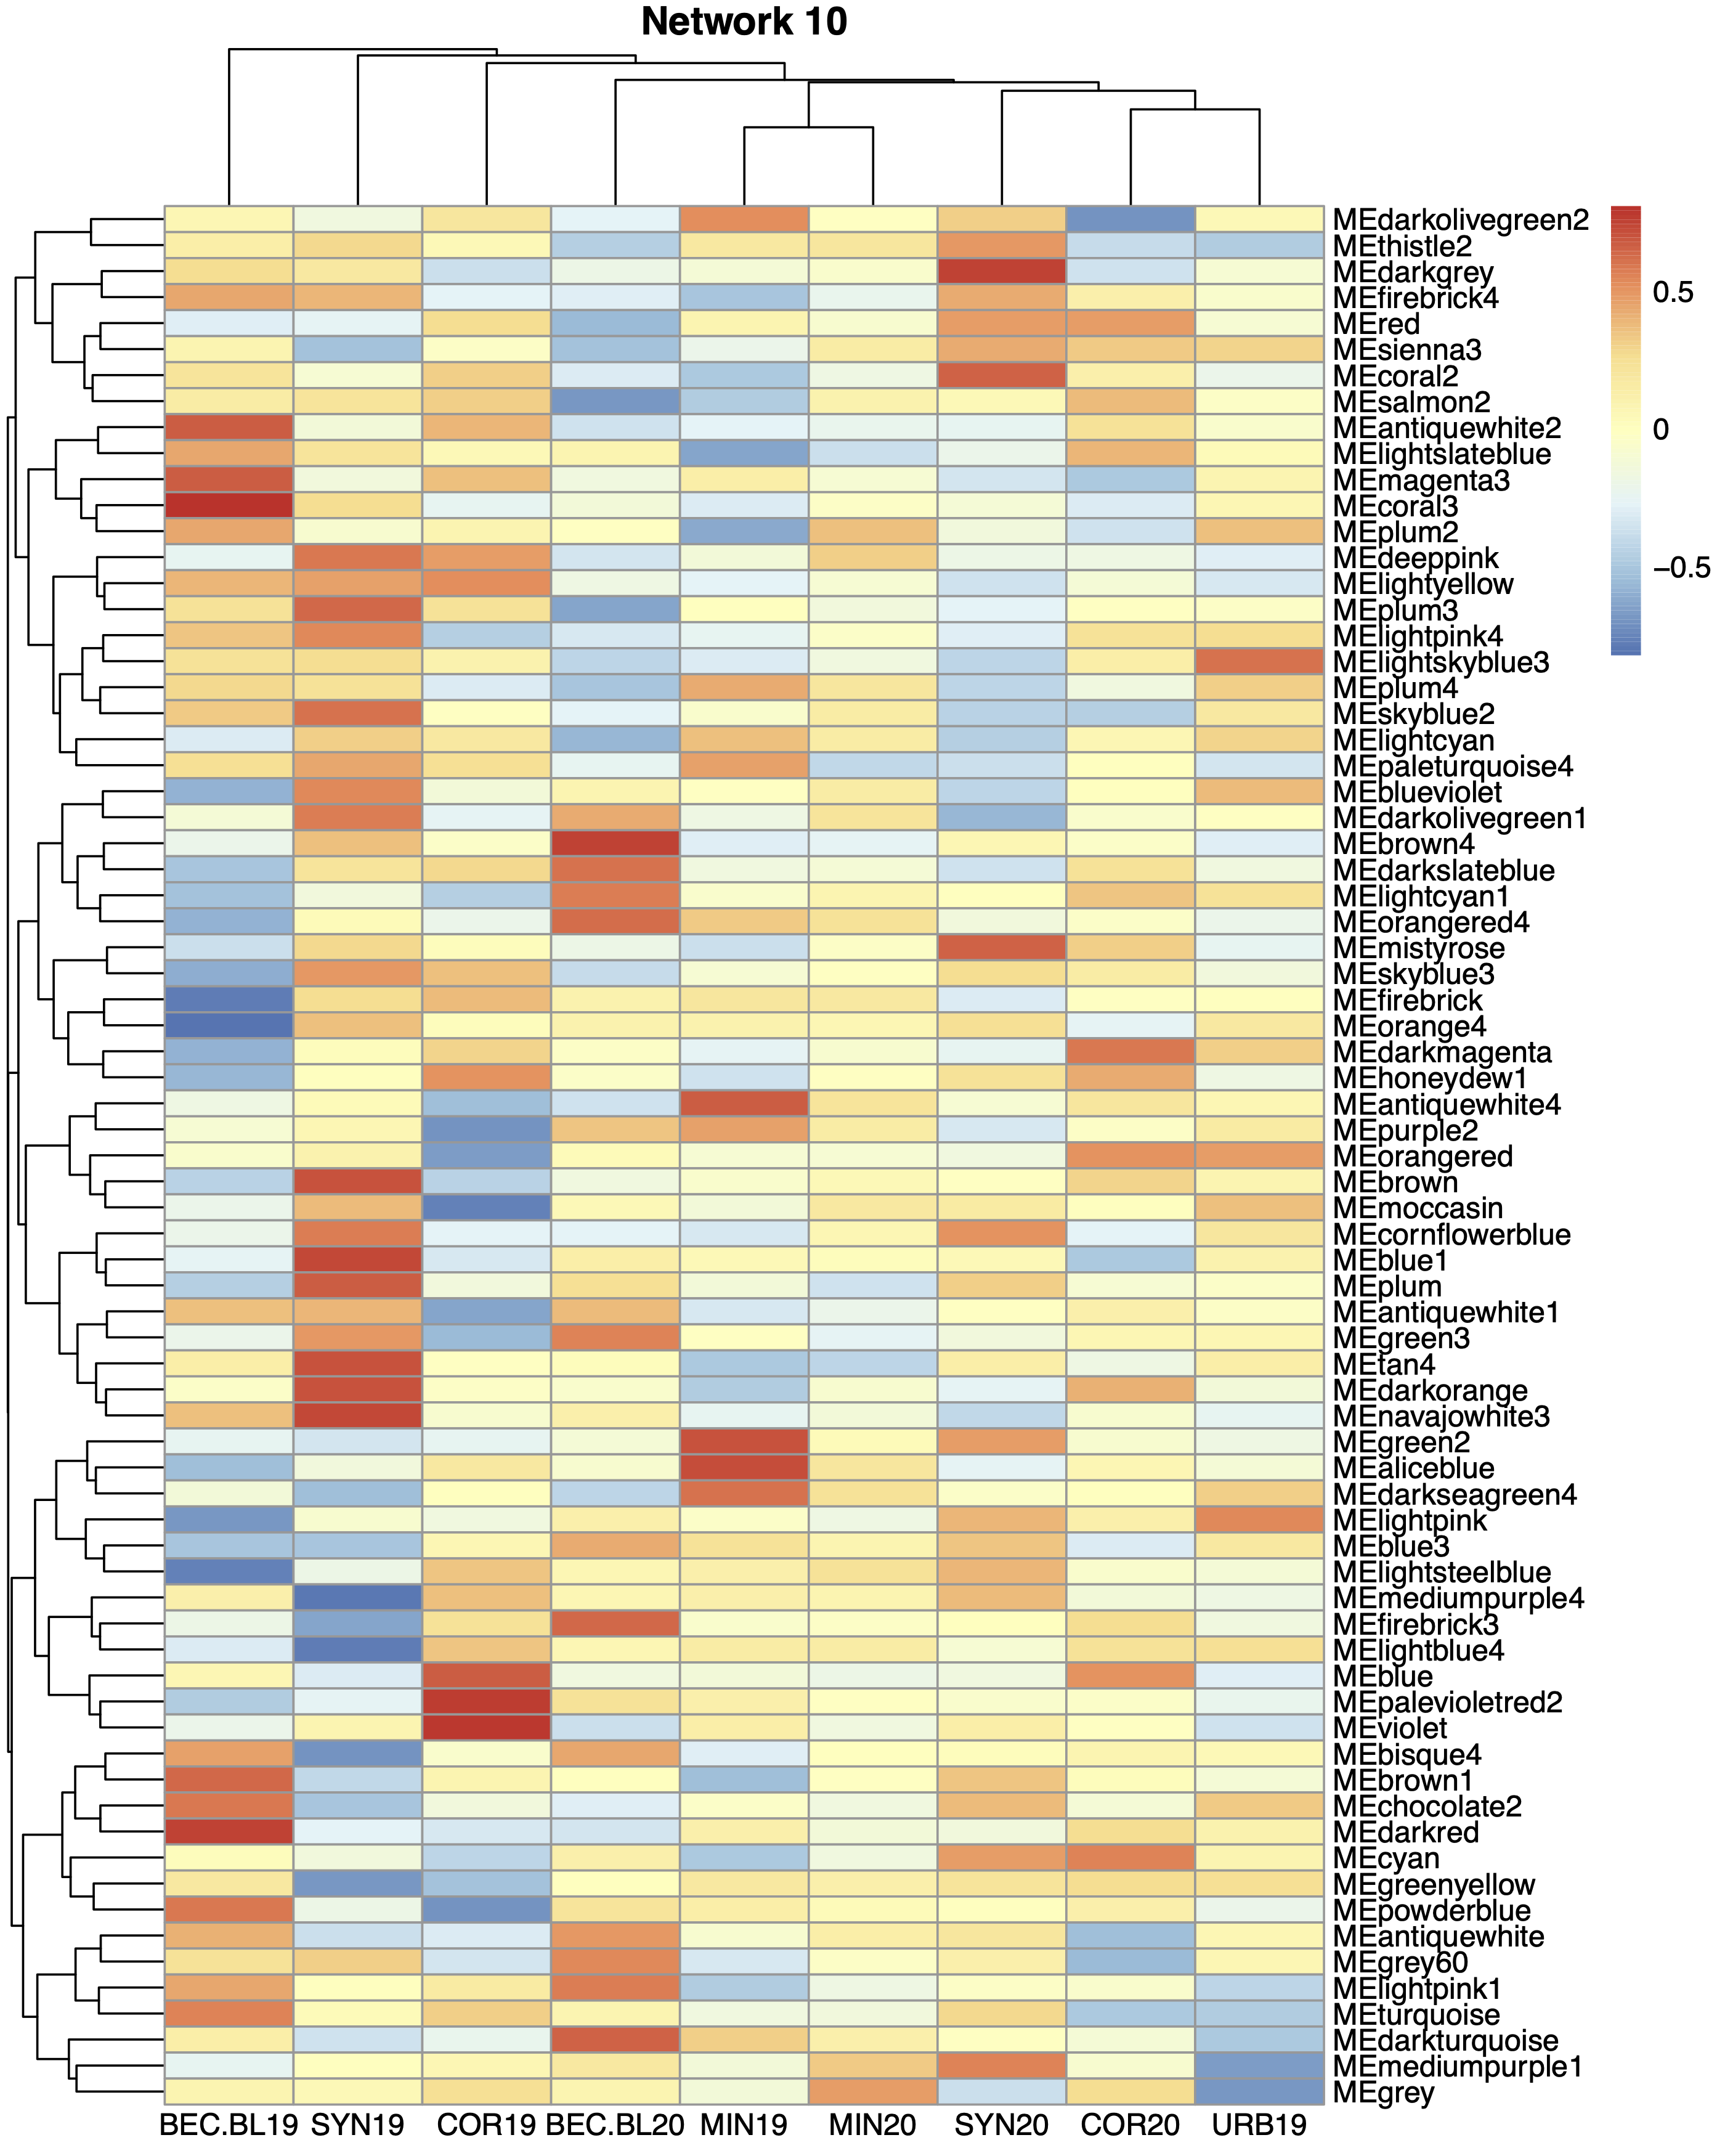 Network 10
MEdarkolivegreen2
MEthistle2
MEdarkgrey
MEfirebrick4
MEred
MEsienna3
MEcoral2
MEsalmon2
MEantiquewhite2
MElightslateblue
MEmagenta3
MEcoral3
MEplum2
MEdeeppink
MElightyellow
MEplum3
MElightpink4
MElightskyblue3
MEplum4
MEskyblue2
MElightcyan
MEpaleturquoise4
MEblueviolet
MEdarkolivegreen1
MEbrown4
MEdarkslateblue
MElightcyan1
MEorangered4
MEmistyrose
MEskyblue3
MEfirebrick
MEorange4
MEdarkmagenta
MEhoneydew1
MEantiquewhite4
MEpurple2
MEorangered
MEbrown
MEmoccasin
MEcornflowerblue
MEblue1
MEplum
MEantiquewhite1
MEgreen3
MEtan4
MEdarkorange
MEnavajowhite3
MEgreen2
MEaliceblue
MEdarkseagreen4
MElightpink
MEblue3
MElightsteelblue
MEmediumpurple4
MEfirebrick3
MElightblue4
MEblue
MEpalevioletred2
MEviolet
MEbisque4
MEbrown1
MEchocolate2
MEdarkred
MEcyan
MEgreenyellow
MEpowderblue
MEantiquewhite
MEgrey60
MElightpink1
MEturquoise
MEdarkturquoise
MEmediumpurple1
MEgrey
0.5
0
−0.5
BEC.BL19 SYN19 COR19 BEC.BL20 MIN19 MIN20 SYN20 COR20 URB19